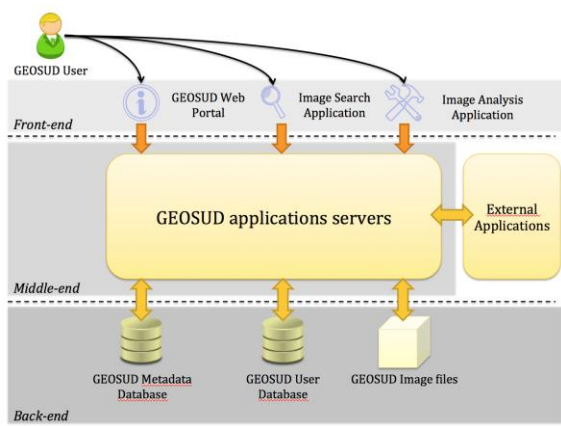 GEOSUD User
GEOSUD Web
Portal
Image Search
Application
Image Analysis
Application
Front-end
GEOSUD applications servers
External
Applications
Middle-end
GEOSUD Metadata
Database
GEOSUD User
Database
GEOSUD Image files
Back-end